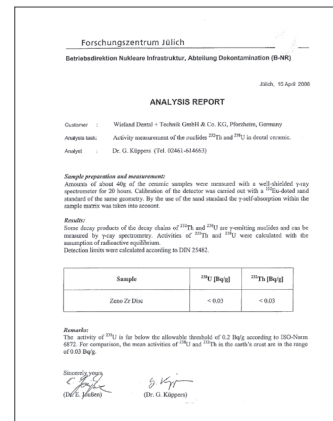 Forschungszentrum Jülich
Betriebsdirektion Nukleare Infrastruktur, Abteilung Dekontamination (B-NR)
Jülich, 10 April 2006
ANALYSIS REPORT
Customer : Wieland Dental + Technik GmbH & Co. KG, Pforzheim, Germany
Analysis task: Activity measurement of the nuclides ²³²Th and ²³⁸U in dental ceramic.
Analyst : Dr. G. Küppers (Tel. 02461-614663)
Sample preparation and measurement:
Amounts of about 40g of the ceramic samples were measured with a well-shielded γ-ray
spectrometer for 20 hours. Calibration of the detector was carried out with a ¹⁵²Eu-doted sand
standard of the same geometry. By the use of the sand standard the γ-self-absorption within the
sample matrix was taken into account.
Results:
Some decay products of the decay chains of ²³²Th and ²³⁸U are γ-emitting nuclides and can be
measured by γ-ray spectrometry. Activities of ²³²Th and ²³⁸U were calculated with the
assumption of radioactive equilibrium.
Detection limits were calculated according to DIN 25482.
Sample ²³⁸U [Bq/g] ²³²Th [Bq/g]
Zeno Zr Disc < 0.03 < 0.03
Remarks:
The activity of ²³⁸U is far below the allowable threshold of 0.2 Bq/g according to ISO-Norm
6872. For comparison, the mean activities of ²³⁸U and ²³²Th in the earth's crust are in the range
of 0.03 Bq/g.
Sincerely yours
(Dr. E. Joußen) (Dr. G. Küppers)